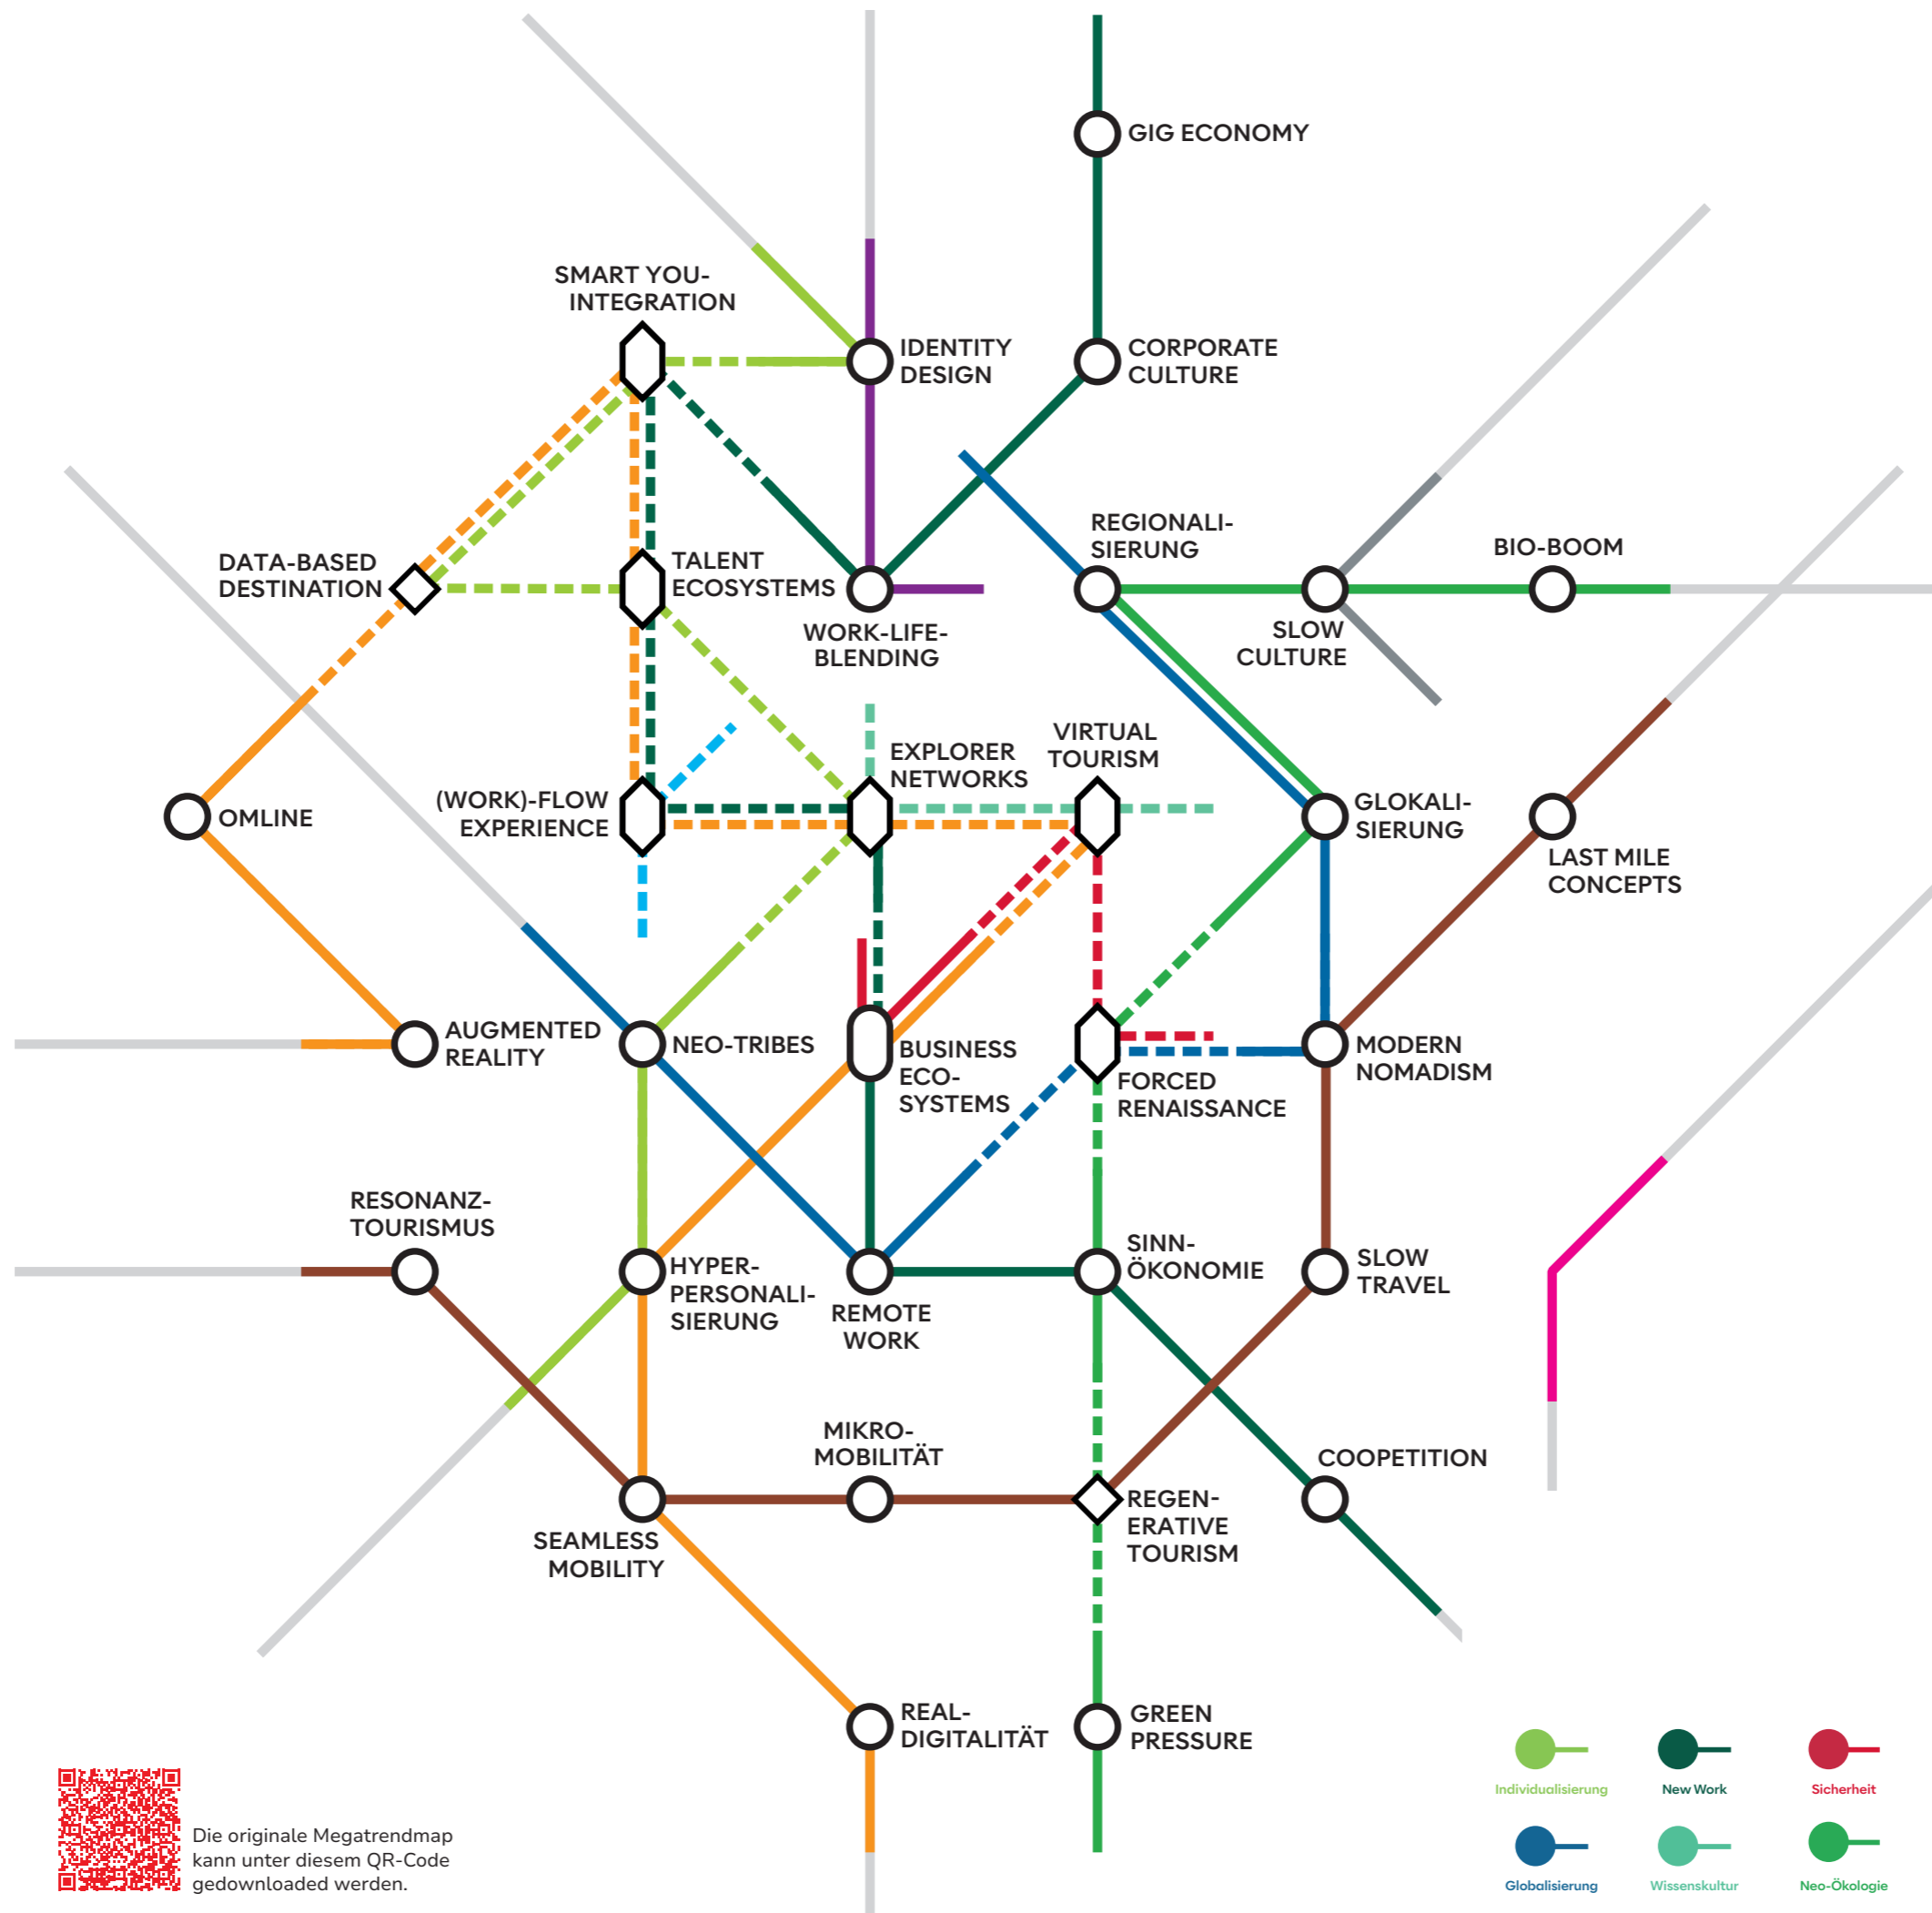 GIG ECONOMY
SMART YOU-
INTEGRATION
IDENTITY
DESIGN
CORPORATE
CULTURE
REGIONALI-
SIERUNG
BIO-BOOM
DATA-BASED
DESTINATION
TALENT
ECOSYSTEMS
WORK-LIFE-
BLENDING
SLOW
CULTURE
EXPLORER
NETWORKS
VIRTUAL
TOURISM
(WORK)-FLOW
EXPERIENCE
OMLINE
GLOKALI-
SIERUNG
LAST MILE
CONCEPTS
AUGMENTED
REALITY
NEO-TRIBES
BUSINESS
ECO-
SYSTEMS
FORCED
RENAISSANCE
MODERN
NOMADISM
RESONANZ-
TOURISMUS
HYPER-
PERSONALI-
SIERUNG
REMOTE
WORK
SINN-
ÖKONOMIE
SLOW
TRAVEL
MIKRO-
MOBILITÄT
COOPETITION
SEAMLESS
MOBILITY
REGEN-
ERATIVE
TOURISM
REAL-
DIGITALITÄT
GREEN
PRESSURE
Die originale Megatrendmap
kann unter diesem QR-Code
gedownloaded werden.
Individualisierung
New Work
Sicherheit
Globalisierung
Wissenskultur
Neo-Ökologie